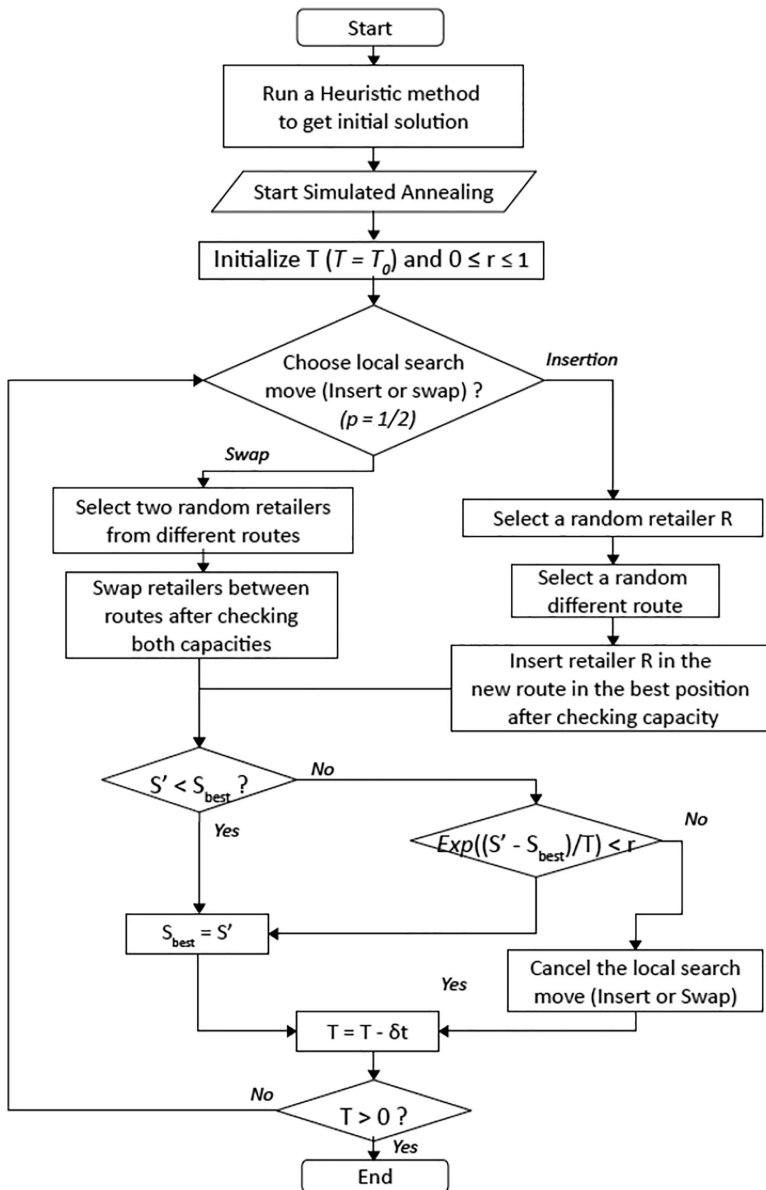 Start
Run a Heuristic method
to get initial solution
Start Simulated Annealing
Initialize T (T = T₀) and 0 ≤ r ≤ 1
Choose local search
move (Insert or swap) ?
(p = 1/2)
Insertion
Swap
Select two random retailers
from different routes
Select a random retailer R
Swap retailers between
routes after checking
both capacities
Select a random
different route
Insert retailer R in the
new route in the best position
after checking capacity
S' < Sbest ?
No
Yes
Exp((S' - Sbest)/T) < r
No
Sbest = S'
Cancel the local search
move (Insert or Swap)
Yes
T = T - δt
No
T > 0 ?
Yes
End